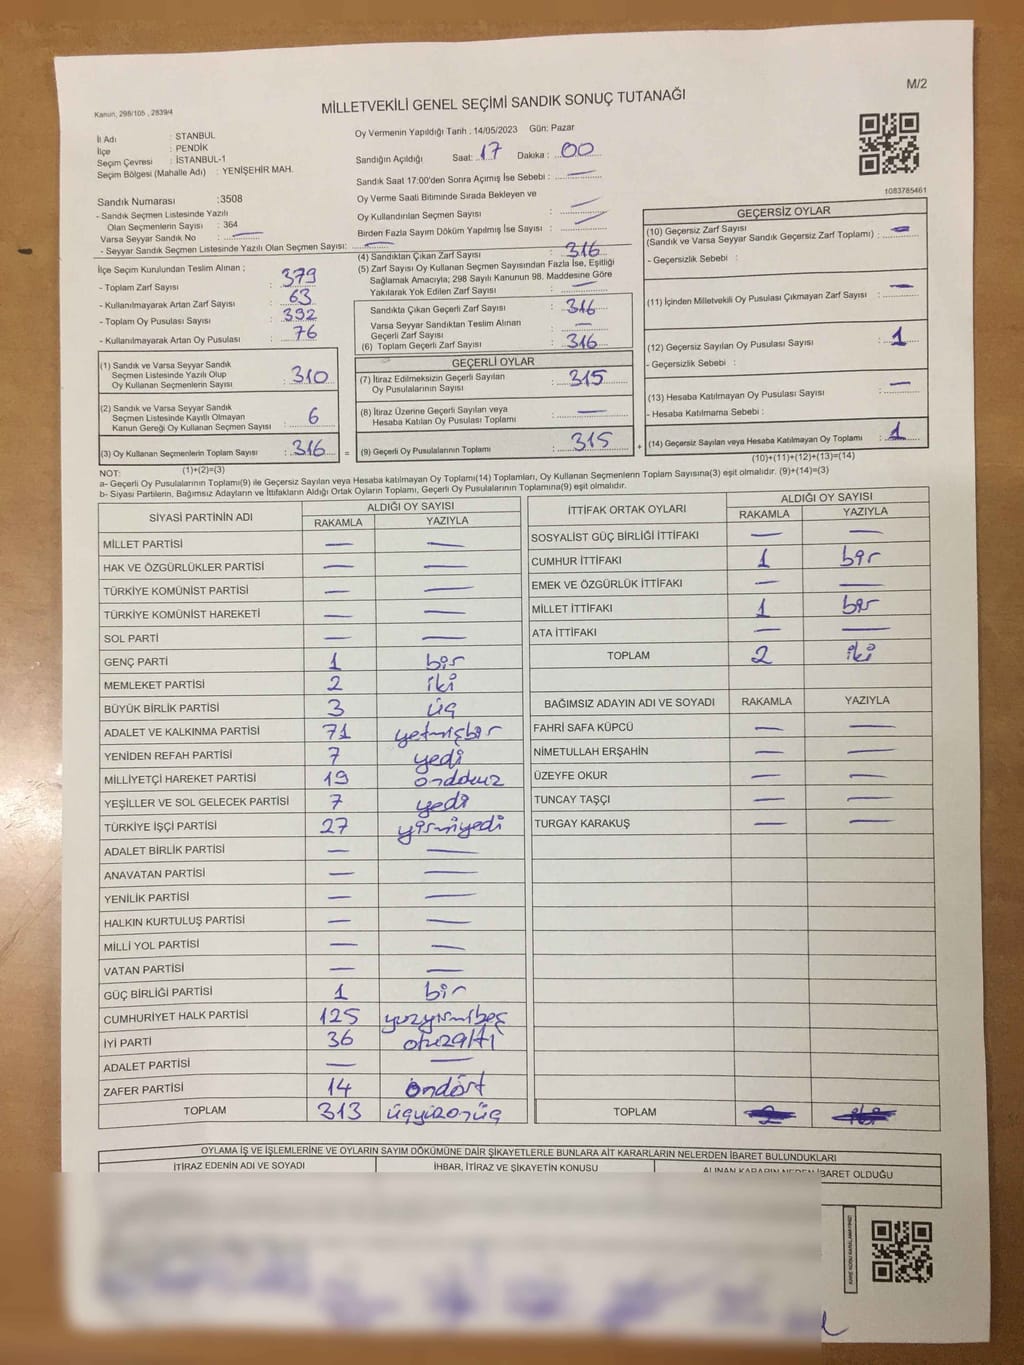 M/2
Kanun, 298/105 , 2839/4
MİLLETVEKİLİ GENEL SEÇİMİ SANDIK SONUÇ TUTANAĞI
İl Adı : STANBUL
İlçe : PENDİK
Seçim Çevresi : İSTANBUL-1
Seçim Bölgesi (Mahalle Adı) : YENİŞEHİR MAH.
Sandık Numarası :3508
- Sandık Seçmen Listesinde Yazılı
Olan Seçmenlerin Sayısı : 364
Varsa Seyyar Sandık No : —
- Seyyar Sandık Seçmen Listesinde Yazılı Olan Seçmen Sayısı: —
Oy Vermenin Yapıldığı Tarih : 14/05/2023 Gün: Pazar
Sandığın Açıldığı Saat: 17 Dakika : 00
Sandık Saat 17:00'den Sonra Açılmış İse Sebebi : —
Oy Verme Saati Bitiminde Sırada Bekleyen ve
Oy Kullandırılan Seçmen Sayısı : —
Birden Fazla Sayım Döküm Yapılmış İse Sayısı : —
1083785461
İlçe Seçim Kurulundan Teslim Alınan ;
- Toplam Zarf Sayısı : 379
- Kullanılmayarak Artan Zarf Sayısı : 63
- Toplam Oy Pusulası Sayısı : 392
- Kullanılmayarak Artan Oy Pusulası : 76
(4) Sandıktan Çıkan Zarf Sayısı : 316
(5) Zarf Sayısı Oy Kullanan Seçmen Sayısından Fazla İse, Eşitliği
Sağlamak Amacıyla; 298 Sayılı Kanunun 98. Maddesine Göre
Yakılarak Yok Edilen Zarf Sayısı : —
Sandıkta Çıkan Geçerli Zarf Sayısı : 316
Varsa Seyyar Sandıktan Teslim Alınan
Geçerli Zarf Sayısı : —
(6) Toplam Geçerli Zarf Sayısı : 316
GEÇERSİZ OYLAR
(10) Geçersiz Zarf Sayısı
(Sandık ve Varsa Seyyar Sandık Geçersiz Zarf Toplamı) : —
- Geçersizlik Sebebi :
(11) İçinden Milletvekili Oy Pusulası Çıkmayan Zarf Sayısı : —
(12) Geçersiz Sayılan Oy Pusulası Sayısı : 1
- Geçersizlik Sebebi :
(13) Hesaba Katılmayan Oy Pusulası Sayısı : —
- Hesaba Katılmama Sebebi :
(14) Geçersiz Sayılan veya Hesaba Katılmayan Oy Toplamı : 1
(10)+(11)+(12)+(13)=(14)
(1) Sandık ve Varsa Seyyar Sandık
Seçmen Listesinde Yazılı Olup
Oy Kullanan Seçmenlerin Sayısı : 310
(2) Sandık ve Varsa Seyyar Sandık
Seçmen Listesinde Kayıtlı Olmayan
Kanun Gereği Oy Kullanan Seçmen Sayısı : 6
(3) Oy Kullanan Seçmenlerin Toplam Sayısı : 316 =
(1)+(2)=(3)
GEÇERLİ OYLAR
(7) İtiraz Edilmeksizin Geçerli Sayılan
Oy Pusulalarının Sayısı : 315
(8) İtiraz Üzerine Geçerli Sayılan veya
Hesaba Katılan Oy Pusulası Toplamı : —
(9) Geçerli Oy Pusulalarının Toplamı : 315 +
NOT:
a- Geçerli Oy Pusulalarının Toplamı(9) ile Geçersiz Sayılan veya Hesaba katılmayan Oy Toplamı(14) Toplamları, Oy Kullanan Seçmenlerin Toplam Sayısına(3) eşit olmalıdır. (9)+(14)=(3)
b- Siyasi Partilerin, Bağımsız Adayların ve İttifakların Aldığı Ortak Oyların Toplamı, Geçerli Oy Pusulalarının Toplamına(9) eşit olmalıdır.
SİYASİ PARTİNİN ADI ALDIĞI OY SAYISI
RAKAMLA YAZIYLA
MİLLET PARTİSİ — —
HAK VE ÖZGÜRLÜKLER PARTİSİ — —
TÜRKİYE KOMÜNİST PARTİSİ — —
TÜRKİYE KOMÜNİST HAREKETİ — —
SOL PARTİ — —
GENÇ PARTİ 1 bir
MEMLEKET PARTİSİ 2 iki
BÜYÜK BİRLİK PARTİSİ 3 üç
ADALET VE KALKINMA PARTİSİ 71 yetmişbir
YENİDEN REFAH PARTİSİ 7 yedi
MİLLİYETÇİ HAREKET PARTİSİ 19 ondokuz
YEŞİLLER VE SOL GELECEK PARTİSİ 7 yedi
TÜRKİYE İŞÇİ PARTİSİ 27 yirmiyedi
ADALET BİRLİK PARTİSİ — —
ANAVATAN PARTİSİ — —
YENİLİK PARTİSİ — —
HALKIN KURTULUŞ PARTİSİ — —
MİLLİ YOL PARTİSİ — —
VATAN PARTİSİ — —
GÜÇ BİRLİĞİ PARTİSİ 1 bir
CUMHURİYET HALK PARTİSİ 125 yüzyirmibeş
İYİ PARTİ 36 otuzaltı
ADALET PARTİSİ — —
ZAFER PARTİSİ 14 ondört
TOPLAM 313 üçyüzonüç
İTTİFAK ORTAK OYLARI ALDIĞI OY SAYISI
RAKAMLA YAZIYLA
SOSYALİST GÜÇ BİRLİĞİ İTTİFAKI — —
CUMHUR İTTİFAKI 1 bir
EMEK VE ÖZGÜRLÜK İTTİFAKI — —
MİLLET İTTİFAKI 1 bir
ATA İTTİFAKI — —
TOPLAM 2 iki
BAĞIMSIZ ADAYIN ADI VE SOYADI RAKAMLA YAZIYLA
FAHRİ SAFA KÜPCÜ — —
NİMETULLAH ERŞAHİN — —
ÜZEYFE OKUR — —
TUNCAY TAŞÇI — —
TURGAY KARAKUŞ — —
TOPLAM 2 iki
OYLAMA İŞ VE İŞLEMLERİNE VE OYLARIN SAYIM DÖKÜMÜNE DAİR ŞİKAYETLERLE BUNLARA AİT KARARLARIN NELERDEN İBARET BULUNDUKLARI
İTİRAZ EDENİN ADI VE SOYADI İHBAR, İTİRAZ VE ŞİKAYETİN KONUSU ALINAN KARARIN NEDEN İBARET OLDUĞU